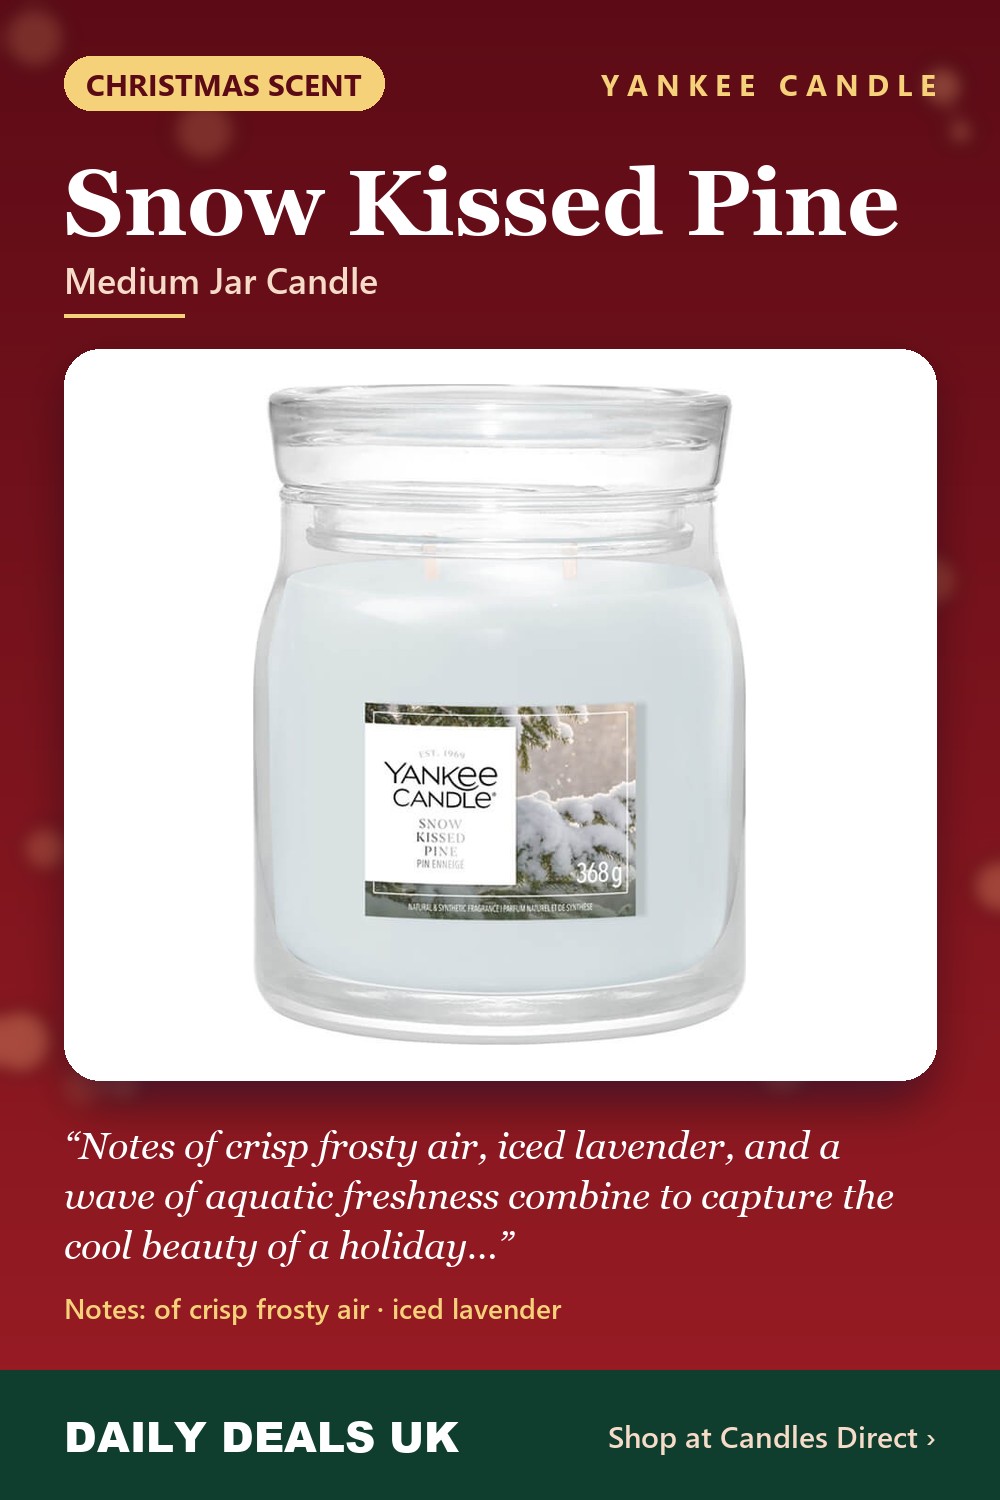 CHRISTMAS SCENT
YANKEE CANDLE
Snow Kissed Pine
Medium Jar Candle
EST. 1969
YANKEE
CANDLE®
SNOW
KISSED
PINE
PIN ENNEIGÉ
368 g
NATURAL & SYNTHETIC FRAGRANCE | PARFUM NATUREL ET DE SYNTHÈSE
“Notes of crisp frosty air, iced lavender, and a
wave of aquatic freshness combine to capture the
cool beauty of a holiday...”
Notes: of crisp frosty air · iced lavender
DAILY DEALS UK
Shop at Candles Direct ›